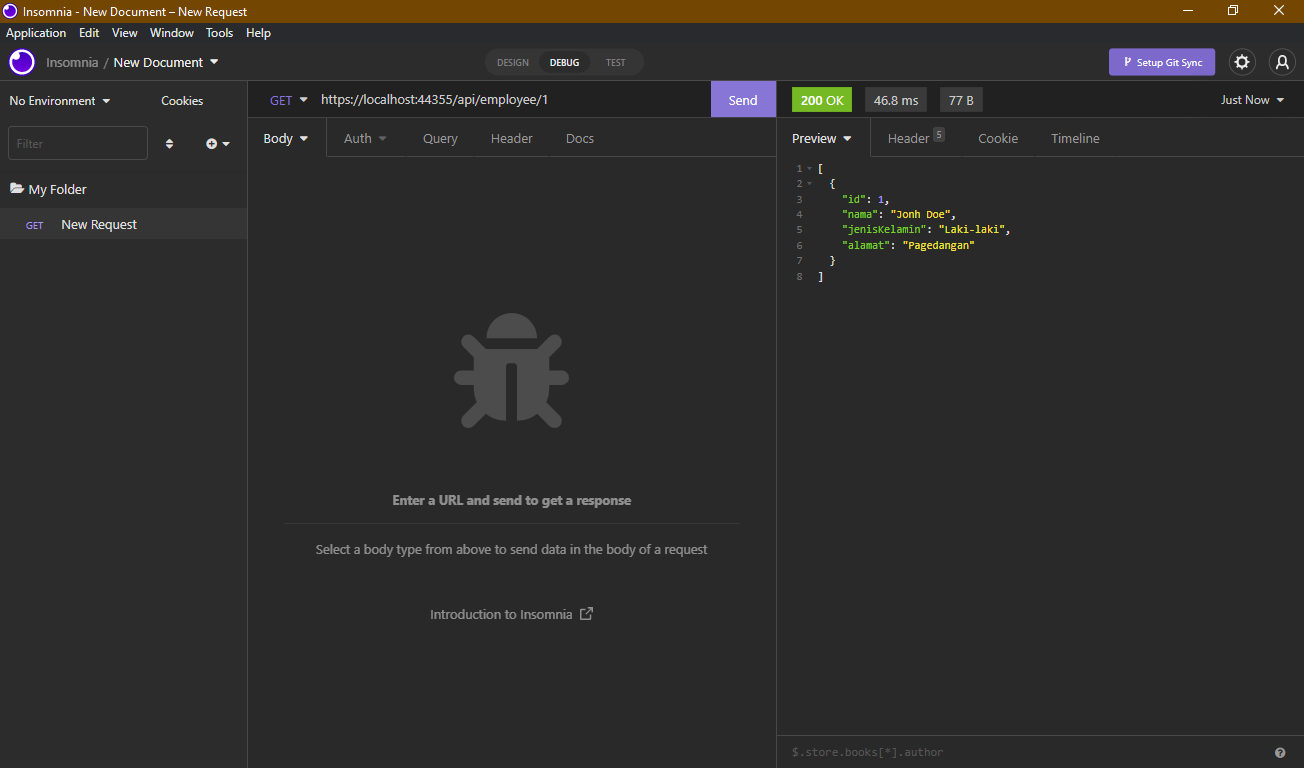 Insomnia - New Document – New Request
Application Edit View Window Tools Help
Insomnia / New Document
DESIGN DEBUG TEST
Setup Git Sync
No Environment Cookies
Filter
My Folder
GET New Request
GET https://localhost:44355/api/employee/1 Send
Body Auth Query Header Docs
Enter a URL and send to get a response
Select a body type from above to send data in the body of a request
Introduction to Insomnia
200 OK 46.8 ms 77 B Just Now
Preview Header 5 Cookie Timeline
1 [
2 {
3 "id": 1,
4 "nama": "Jonh Doe",
5 "jenisKelamin": "Laki-laki",
6 "alamat": "Pagedangan"
7 }
8 ]
$.store.books[*].author
?